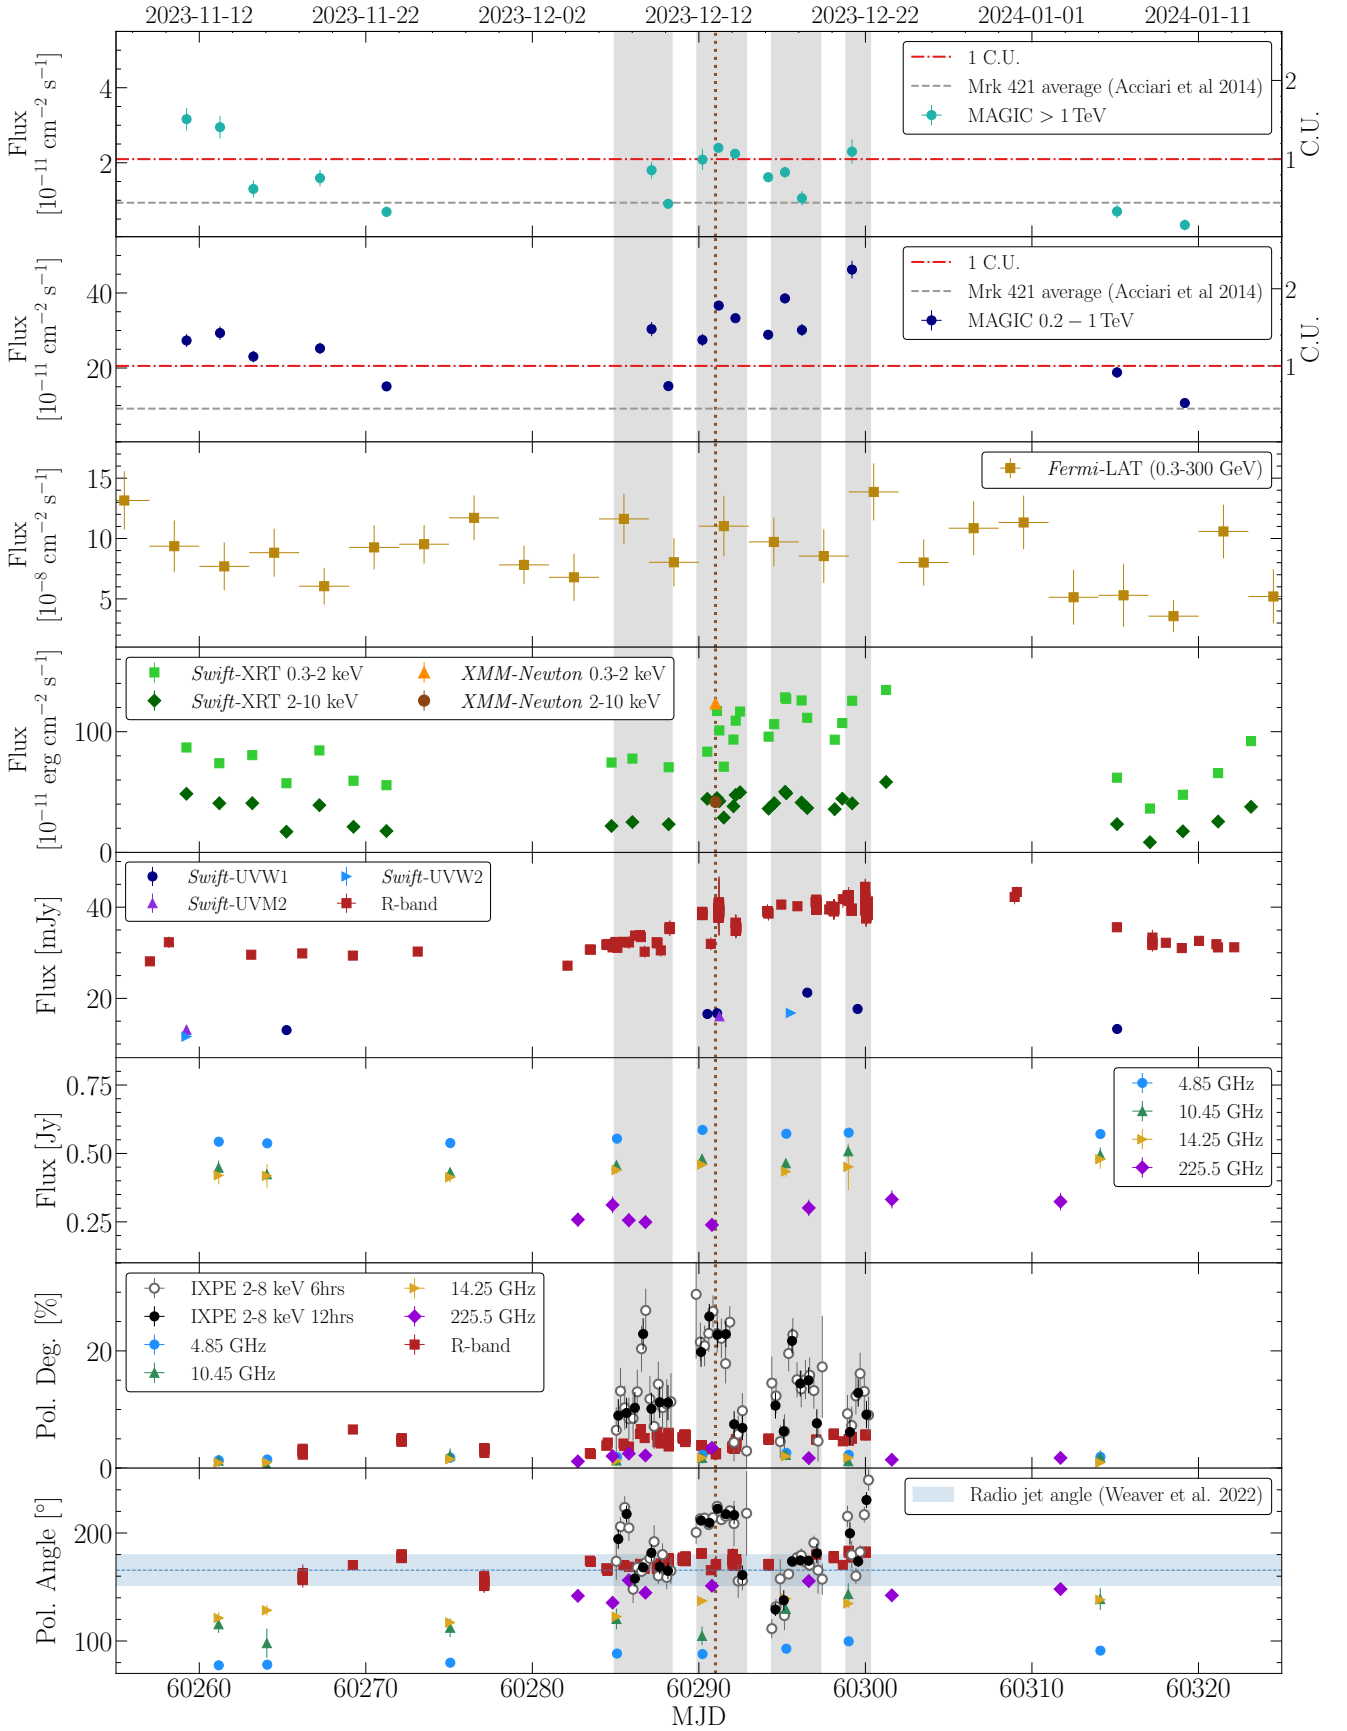 2023-11-12 2023-11-22 2023-12-02 2023-12-12 2023-12-22 2024-01-01 2024-01-11
Flux
[10⁻¹¹ cm⁻² s⁻¹]
4
2
1 C.U.
Mrk 421 average (Acciari et al 2014)
MAGIC > 1 TeV
2
1
C.U.
Flux
[10⁻¹¹ cm⁻² s⁻¹]
40
20
1 C.U.
Mrk 421 average (Acciari et al 2014)
MAGIC 0.2 − 1 TeV
2
1
C.U.
Flux
[10⁻⁸ cm⁻² s⁻¹]
15
10
5
Fermi-LAT (0.3-300 GeV)
Flux
[10⁻¹¹ erg cm⁻² s⁻¹]
100
0
Swift-XRT 0.3-2 keV XMM-Newton 0.3-2 keV
Swift-XRT 2-10 keV XMM-Newton 2-10 keV
Flux [mJy]
40
20
Swift-UVW1 Swift-UVW2
Swift-UVM2 R-band
Flux [Jy]
0.75
0.50
0.25
4.85 GHz
10.45 GHz
14.25 GHz
225.5 GHz
Pol. Deg. [%]
20
0
IXPE 2-8 keV 6hrs 14.25 GHz
IXPE 2-8 keV 12hrs 225.5 GHz
4.85 GHz R-band
10.45 GHz
Pol. Angle [°]
200
100
Radio jet angle (Weaver et al. 2022)
60260 60270 60280 60290 60300 60310 60320
MJD